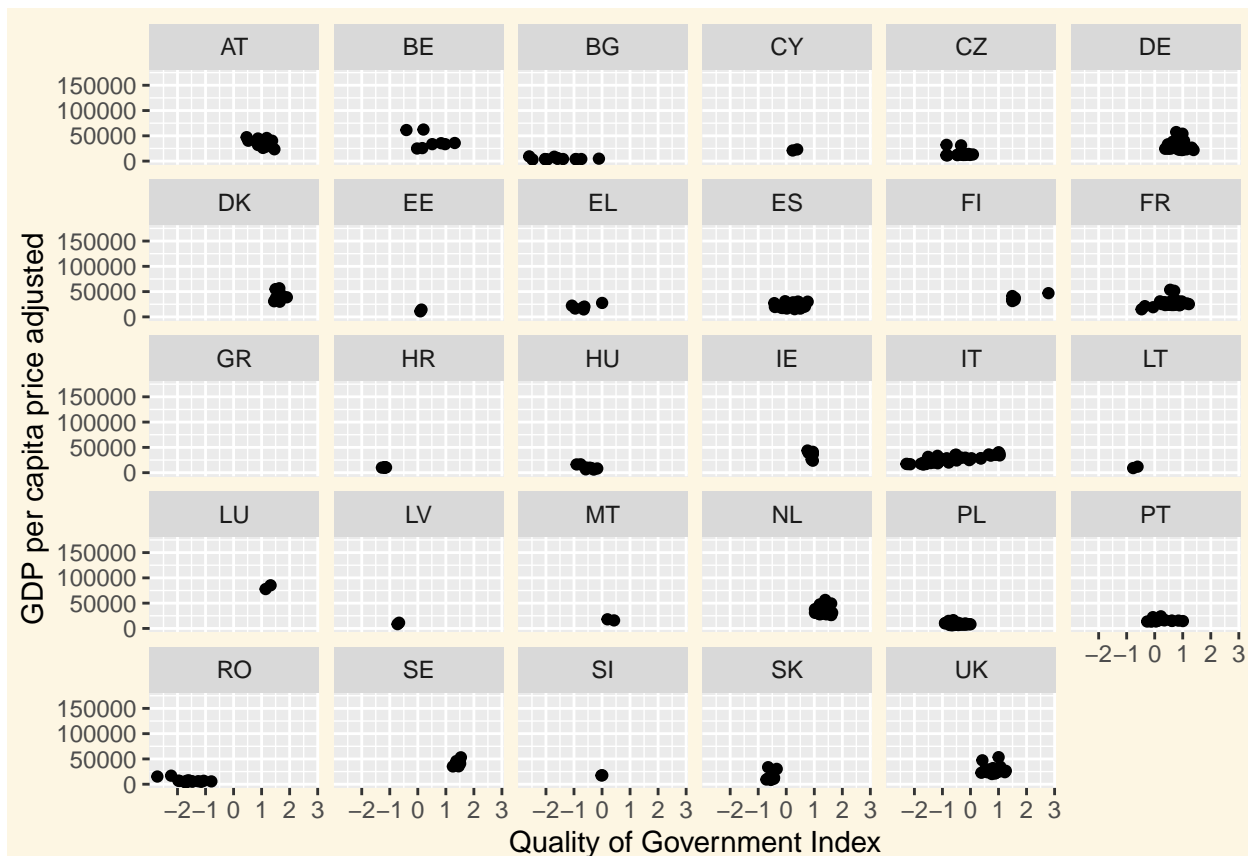 AT BE BG CY CZ DE
150000
100000
50000
0
DK EE EL ES FI FR
150000
100000
50000
0
GR HR HU IE IT LT
150000
100000
50000
0
LU LV MT NL PL PT
150000
100000
50000
0
−2 −1 0 1 2 3
RO SE SI SK UK
150000
100000
50000
0
−2 −1 0 1 2 3 −2 −1 0 1 2 3 −2 −1 0 1 2 3 −2 −1 0 1 2 3 −2 −1 0 1 2 3
Quality of Government Index
GDP per capita price adjusted